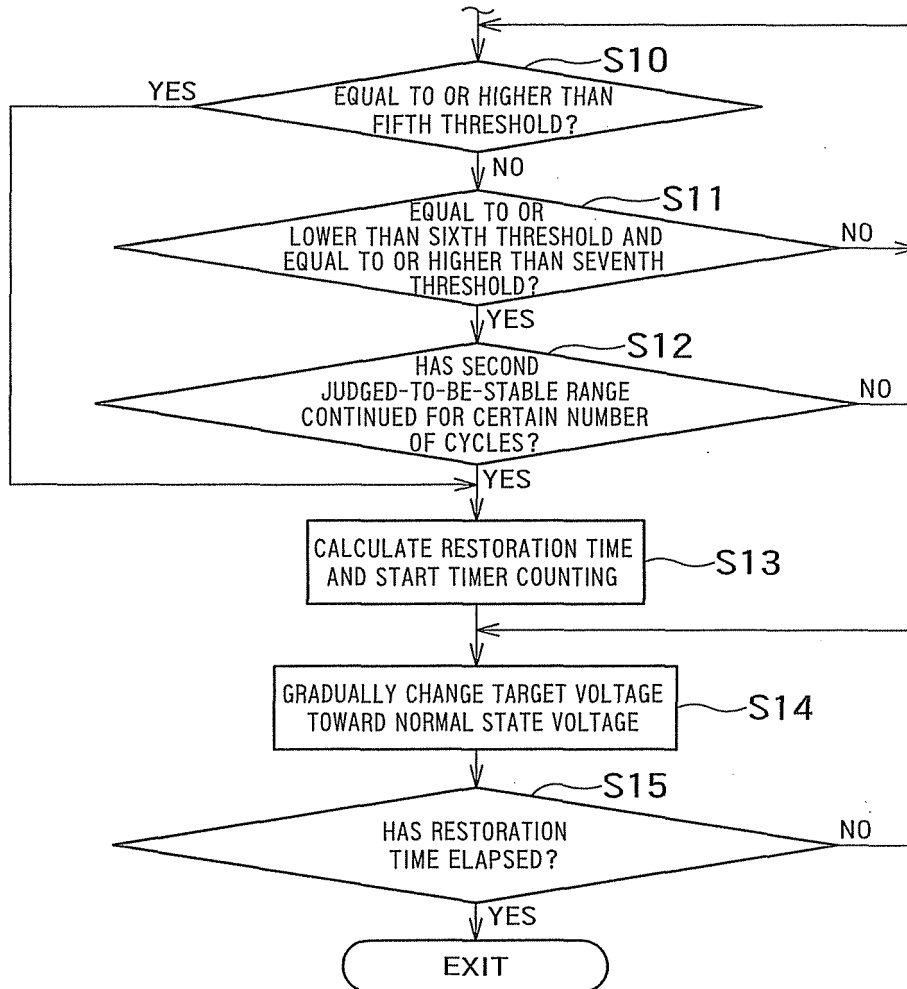 S10
YES
EQUAL TO OR HIGHER THAN
FIFTH THRESHOLD?
NO
S11
EQUAL TO OR
LOWER THAN SIXTH THRESHOLD AND
EQUAL TO OR HIGHER THAN SEVENTH
THRESHOLD?
NO
YES
S12
HAS SECOND
JUDGED-TO-BE-STABLE RANGE
CONTINUED FOR CERTAIN NUMBER
OF CYCLES?
NO
YES
CALCULATE RESTORATION TIME
AND START TIMER COUNTING
S13
GRADUALLY CHANGE TARGET VOLTAGE
TOWARD NORMAL STATE VOLTAGE
S14
S15
HAS RESTORATION
TIME ELAPSED?
NO
YES
EXIT